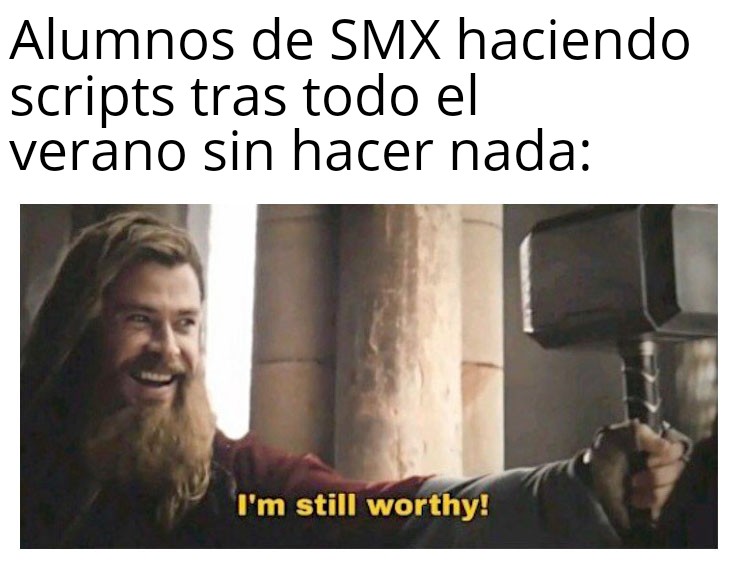 Alumnos de SMX haciendo
scripts tras todo el
verano sin hacer nada:
I'm still worthy!